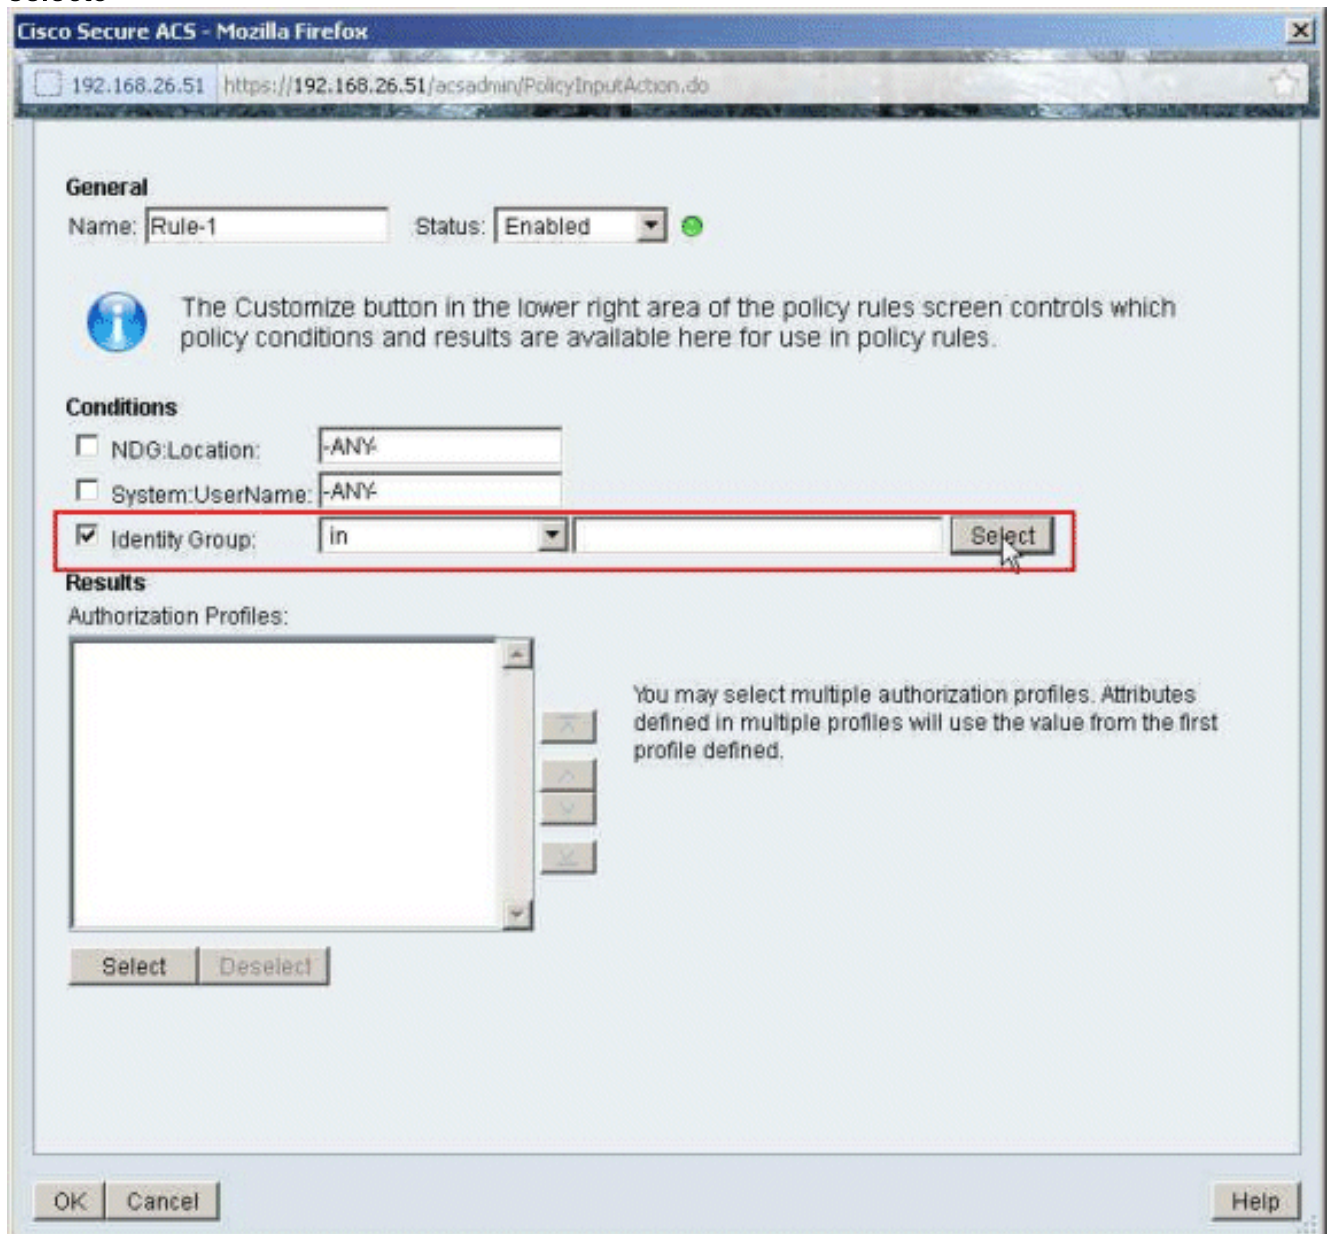 Cisco Secure ACS - Mozilla Firefox
192.168.26.51 https://192.168.26.51/acsadmin/PolicyInputAction.do
General
Name: Rule-1 Status: Enabled
The Customize button in the lower right area of the policy rules screen controls which
policy conditions and results are available here for use in policy rules.
Conditions
NDG:Location: -ANY-
System:UserName: -ANY-
Identity Group: in Select
Results
Authorization Profiles:
You may select multiple authorization profiles. Attributes
defined in multiple profiles will use the value from the first
profile defined.
Select Deselect
OK Cancel Help